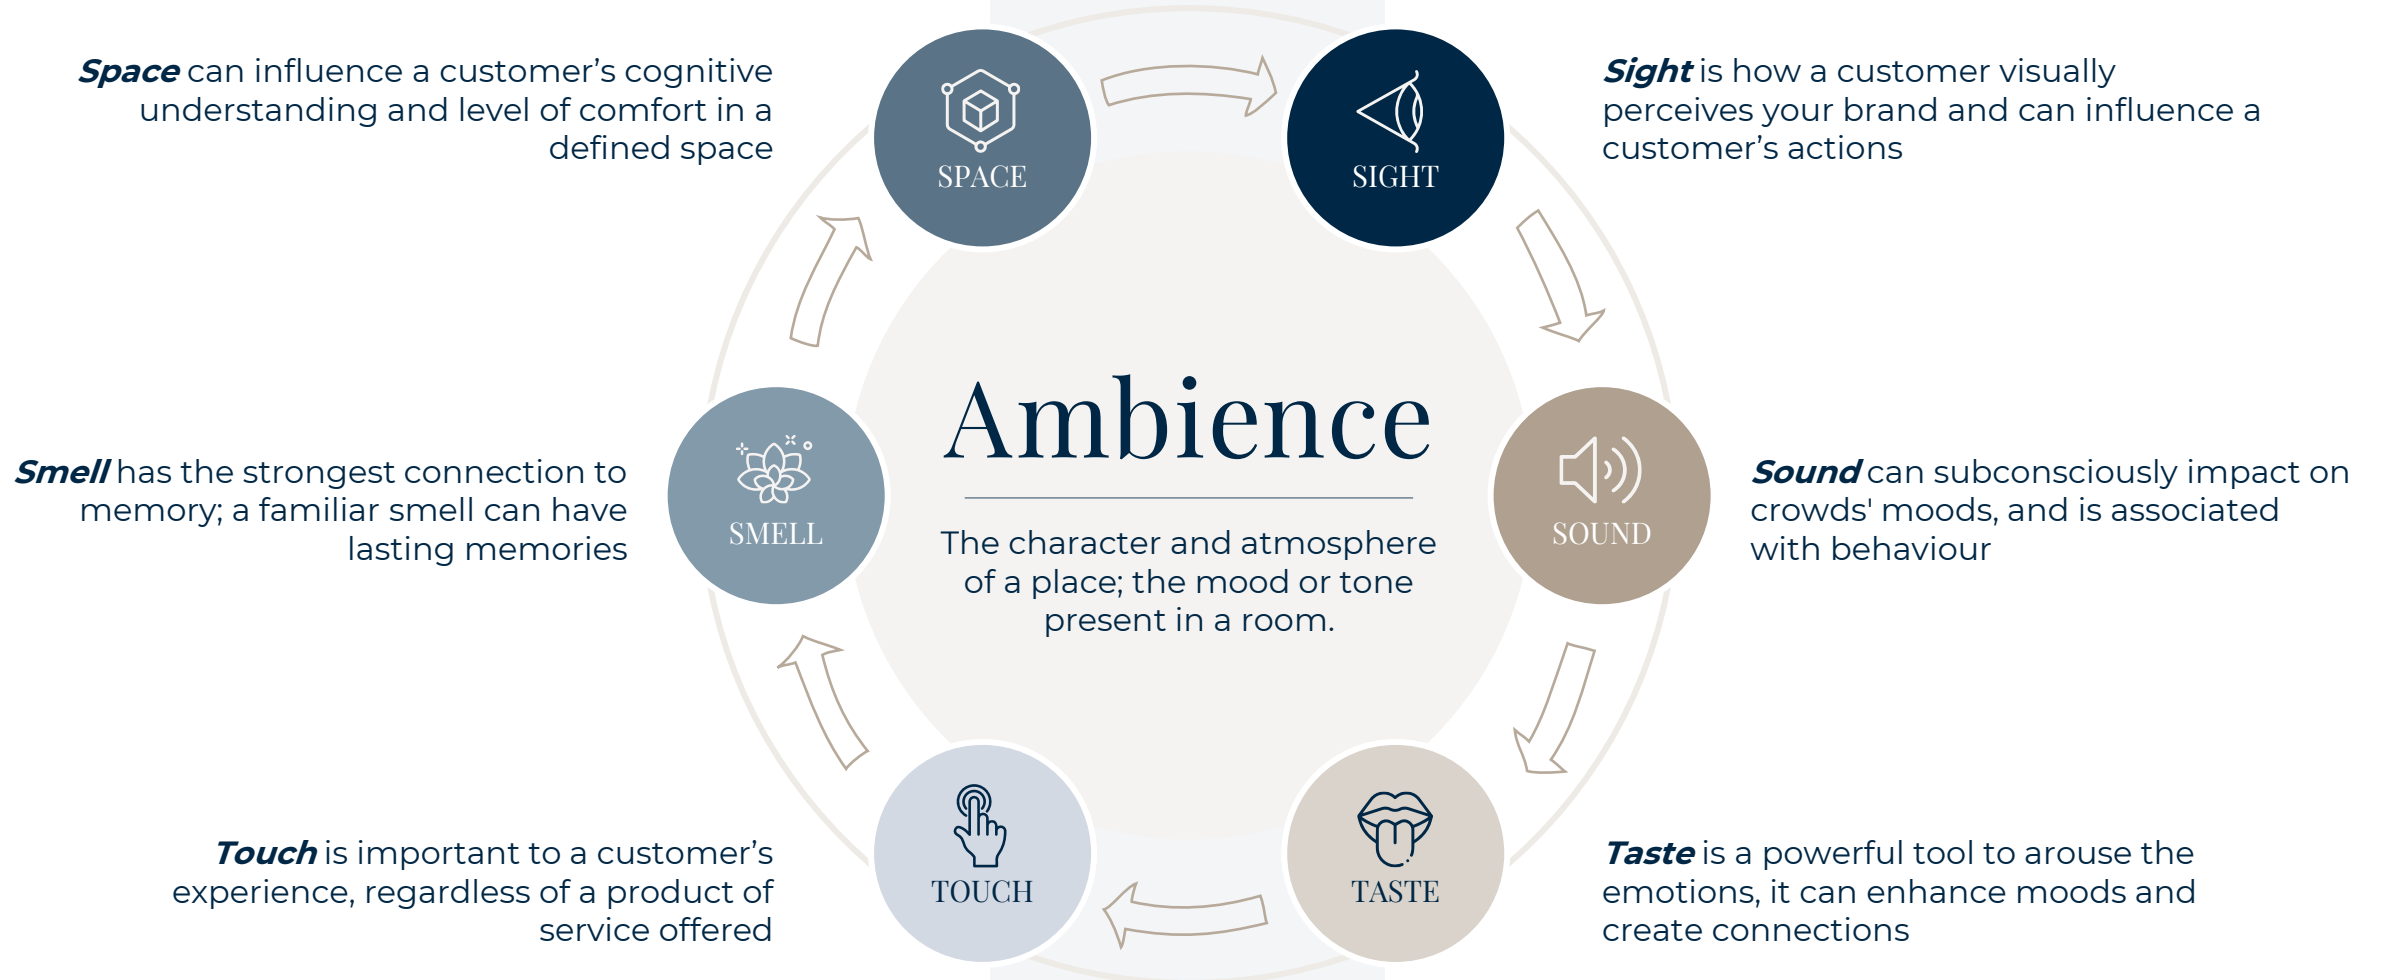 Space can influence a customer’s cognitive
understanding and level of comfort in a
defined space
SPACE
SIGHT
Sight is how a customer visually
perceives your brand and can influence a
customer’s actions
Smell has the strongest connection to
memory; a familiar smell can have
lasting memories
SMELL
Ambience
The character and atmosphere
of a place; the mood or tone
present in a room.
SOUND
Sound can subconsciously impact on
crowds' moods, and is associated
with behaviour
Touch is important to a customer’s
experience, regardless of a product of
service offered
TOUCH
TASTE
Taste is a powerful tool to arouse the
emotions, it can enhance moods and
create connections